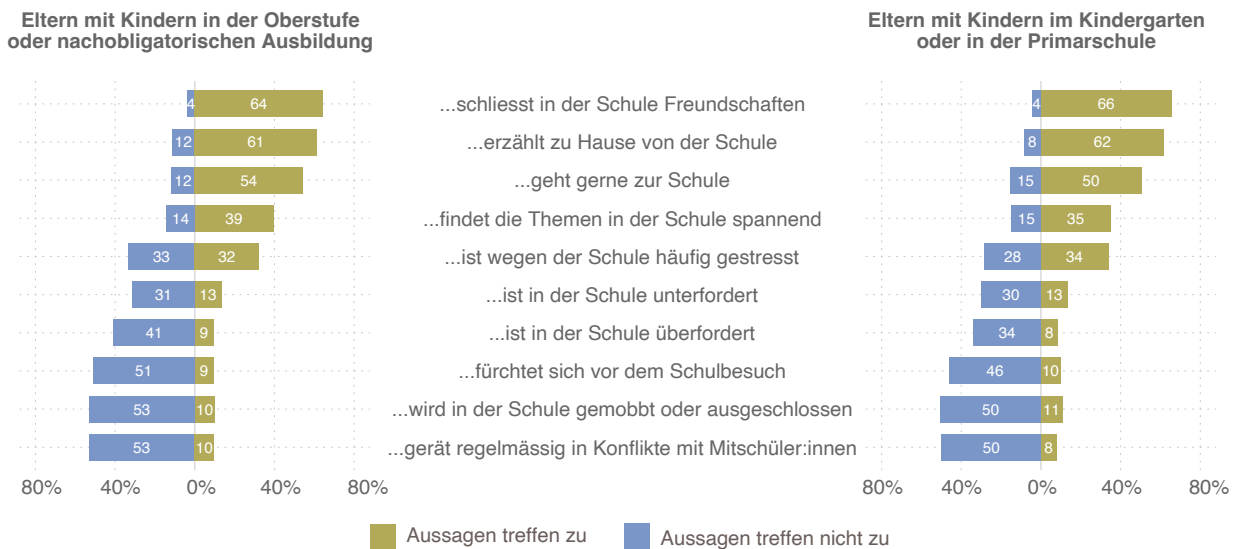 Eltern mit Kindern in der Oberstufe
oder nachobligatorischen Ausbildung
Eltern mit Kindern im Kindergarten
oder in der Primarschule
4 64 ...schliesst in der Schule Freundschaften 4 66
12 61 ...erzählt zu Hause von der Schule 8 62
12 54 ...geht gerne zur Schule 15 50
14 39 ...findet die Themen in der Schule spannend 15 35
33 32 ...ist wegen der Schule häufig gestresst 28 34
31 13 ...ist in der Schule unterfordert 30 13
41 9 ...ist in der Schule überfordert 34 8
51 9 ...fürchtet sich vor dem Schulbesuch 46 10
53 10 ...wird in der Schule gemobbt oder ausgeschlossen 50 11
53 10 ...gerät regelmässig in Konflikte mit Mitschüler:innen 50 8
80% 40% 0% 40% 80% 80% 40% 0% 40% 80%
Aussagen treffen zu Aussagen treffen nicht zu